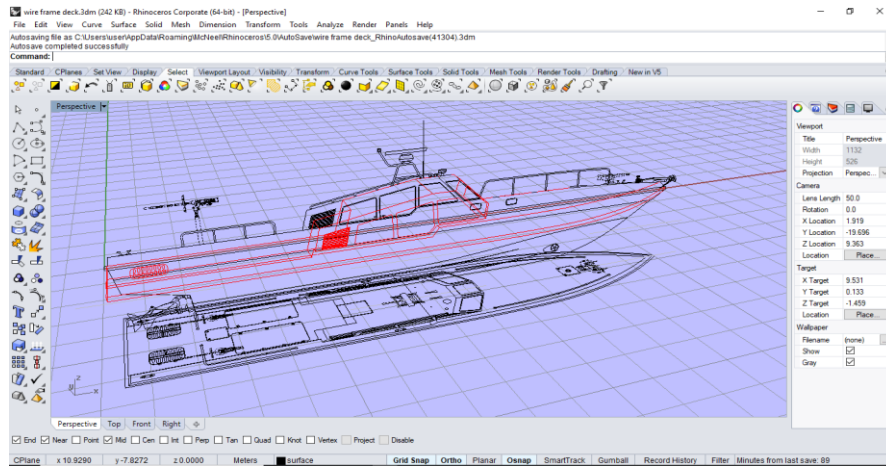 wire frame deck.3dm (242 KB) - Rhinoceros Corporate (64-bit) - [Perspective]
File Edit View Curve Surface Solid Mesh Dimension Transform Tools Analyze Render Panels Help
Autosaving file as C:\Users\user\AppData\Roaming\McNeel\Rhinoceros\5.0\AutoSave\wire frame deck_RhinoAutosave(41304).3dm
Autosave completed successfully
Command:
Standard CPlanes Set View Display Select Viewport Layout Visibility Transform Curve Tools Surface Tools Solid Tools Mesh Tools Render Tools Drafting New in V5
Perspective
Viewport
Title Perspective
Width 1132
Height 526
Projection Perspec...
Camera
Lens Length 50.0
Rotation 0.0
X Location 1.919
Y Location -19.696
Z Location 9.363
Location Place...
Target
X Target 9.531
Y Target 0.133
Z Target -1.459
Location Place...
Wallpaper
Filename (none) ...
Show
Gray
z
x
Perspective Top Front Right
End Near Point Mid Cen Int Perp Tan Quad Knot Vertex Project Disable
CPlane x 10.9290 y -7.8272 z 0.0000 Meters surface Grid Snap Ortho Planar Osnap SmartTrack Gumball Record History Filter Minutes from last save: 89